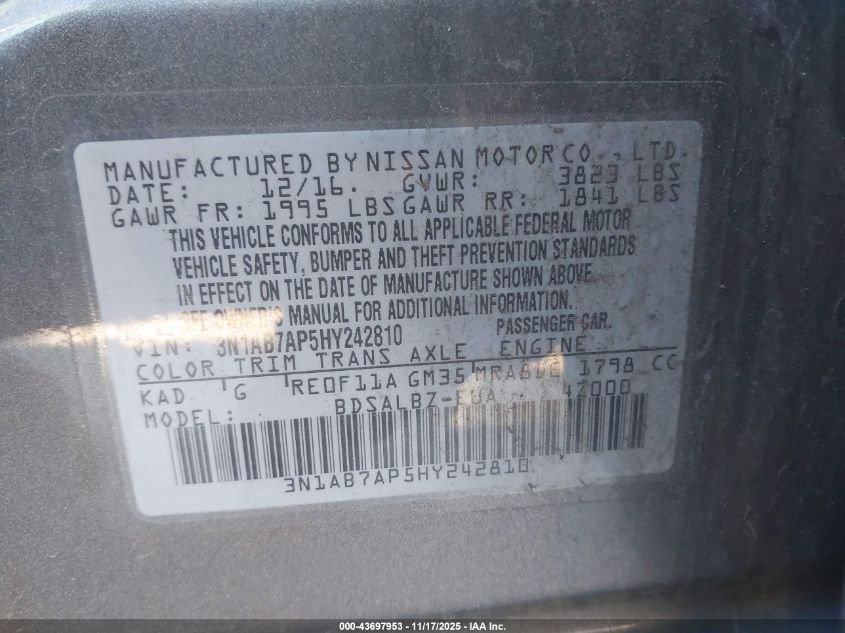 MANUFACTURED BY NISSAN MOTOR CO., LTD.
DATE: 12/16. GVWR: 3823 LBS
GAWR FR: 1995 LBS GAWR RR: 1841 LBS
THIS VEHICLE CONFORMS TO ALL APPLICABLE FEDERAL MOTOR
VEHICLE SAFETY, BUMPER AND THEFT PREVENTION STANDARDS
IN EFFECT ON THE DATE OF MANUFACTURE SHOWN ABOVE.
SEE OWNERS MANUAL FOR ADDITIONAL INFORMATION.
VIN: 3N1AB7AP5HY242810 PASSENGER CAR.
COLOR TRIM TRANS AXLE ENGINE
KAD G RE0F11A GM35 1798 CC
MODEL: 42000
3N1AB7AP5HY242810
000-43697953 - 11/17/2025 - IAA Inc.